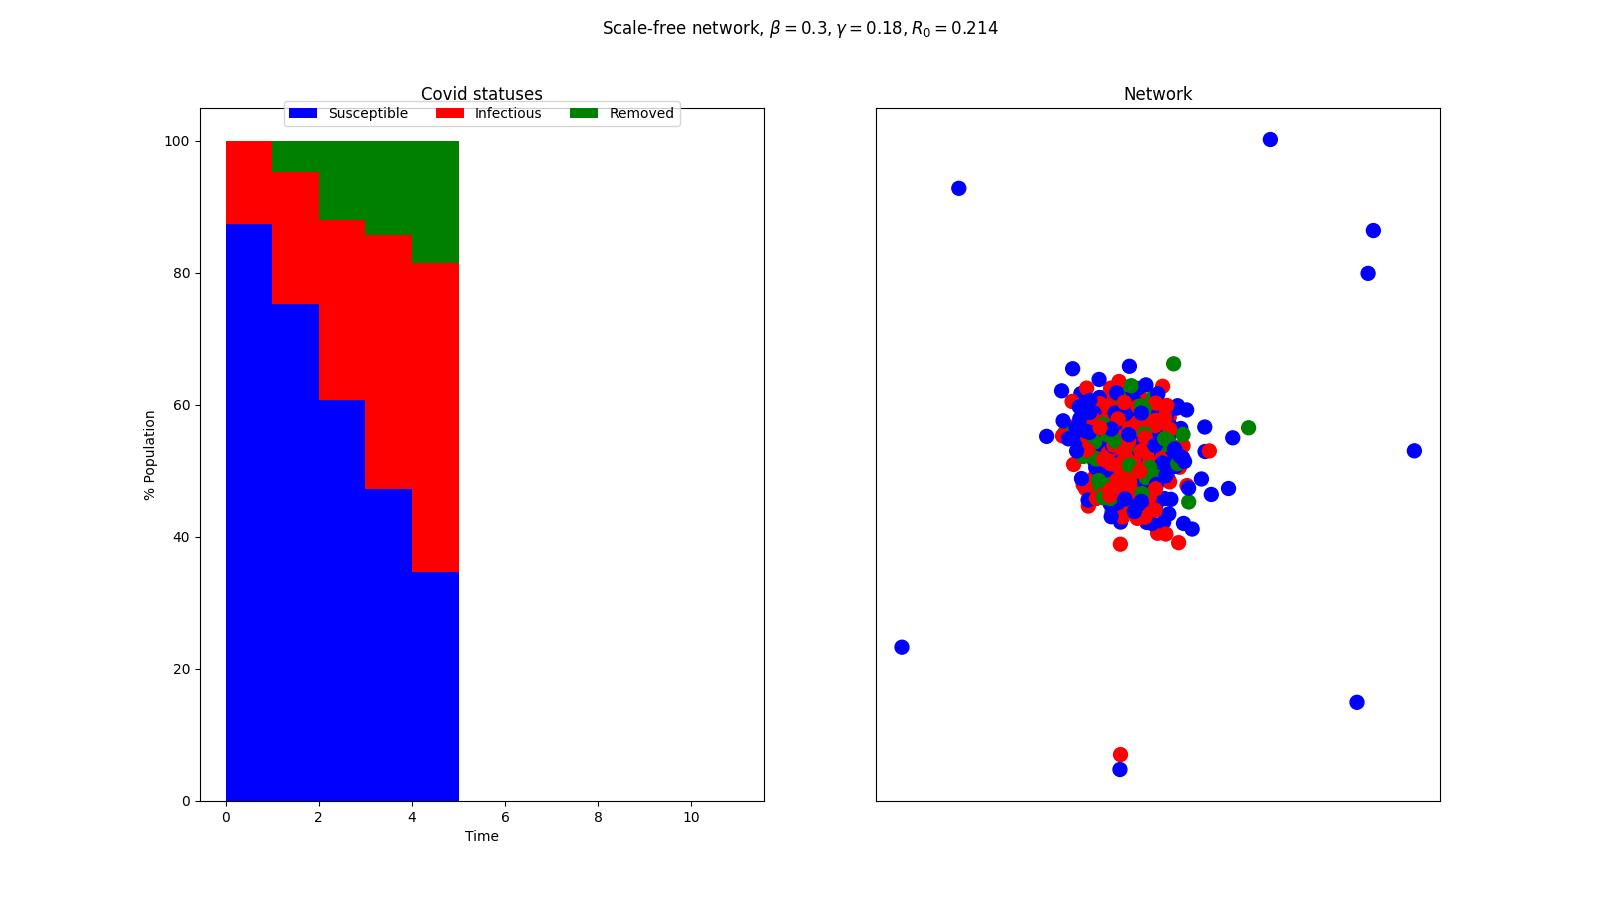 Scale-free network, β = 0.3, γ = 0.18, R₀ = 0.214
Covid statuses
Susceptible Infectious Removed
100
80
60
40
20
0
% Population
0 2 4 6 8 10
Time
Network